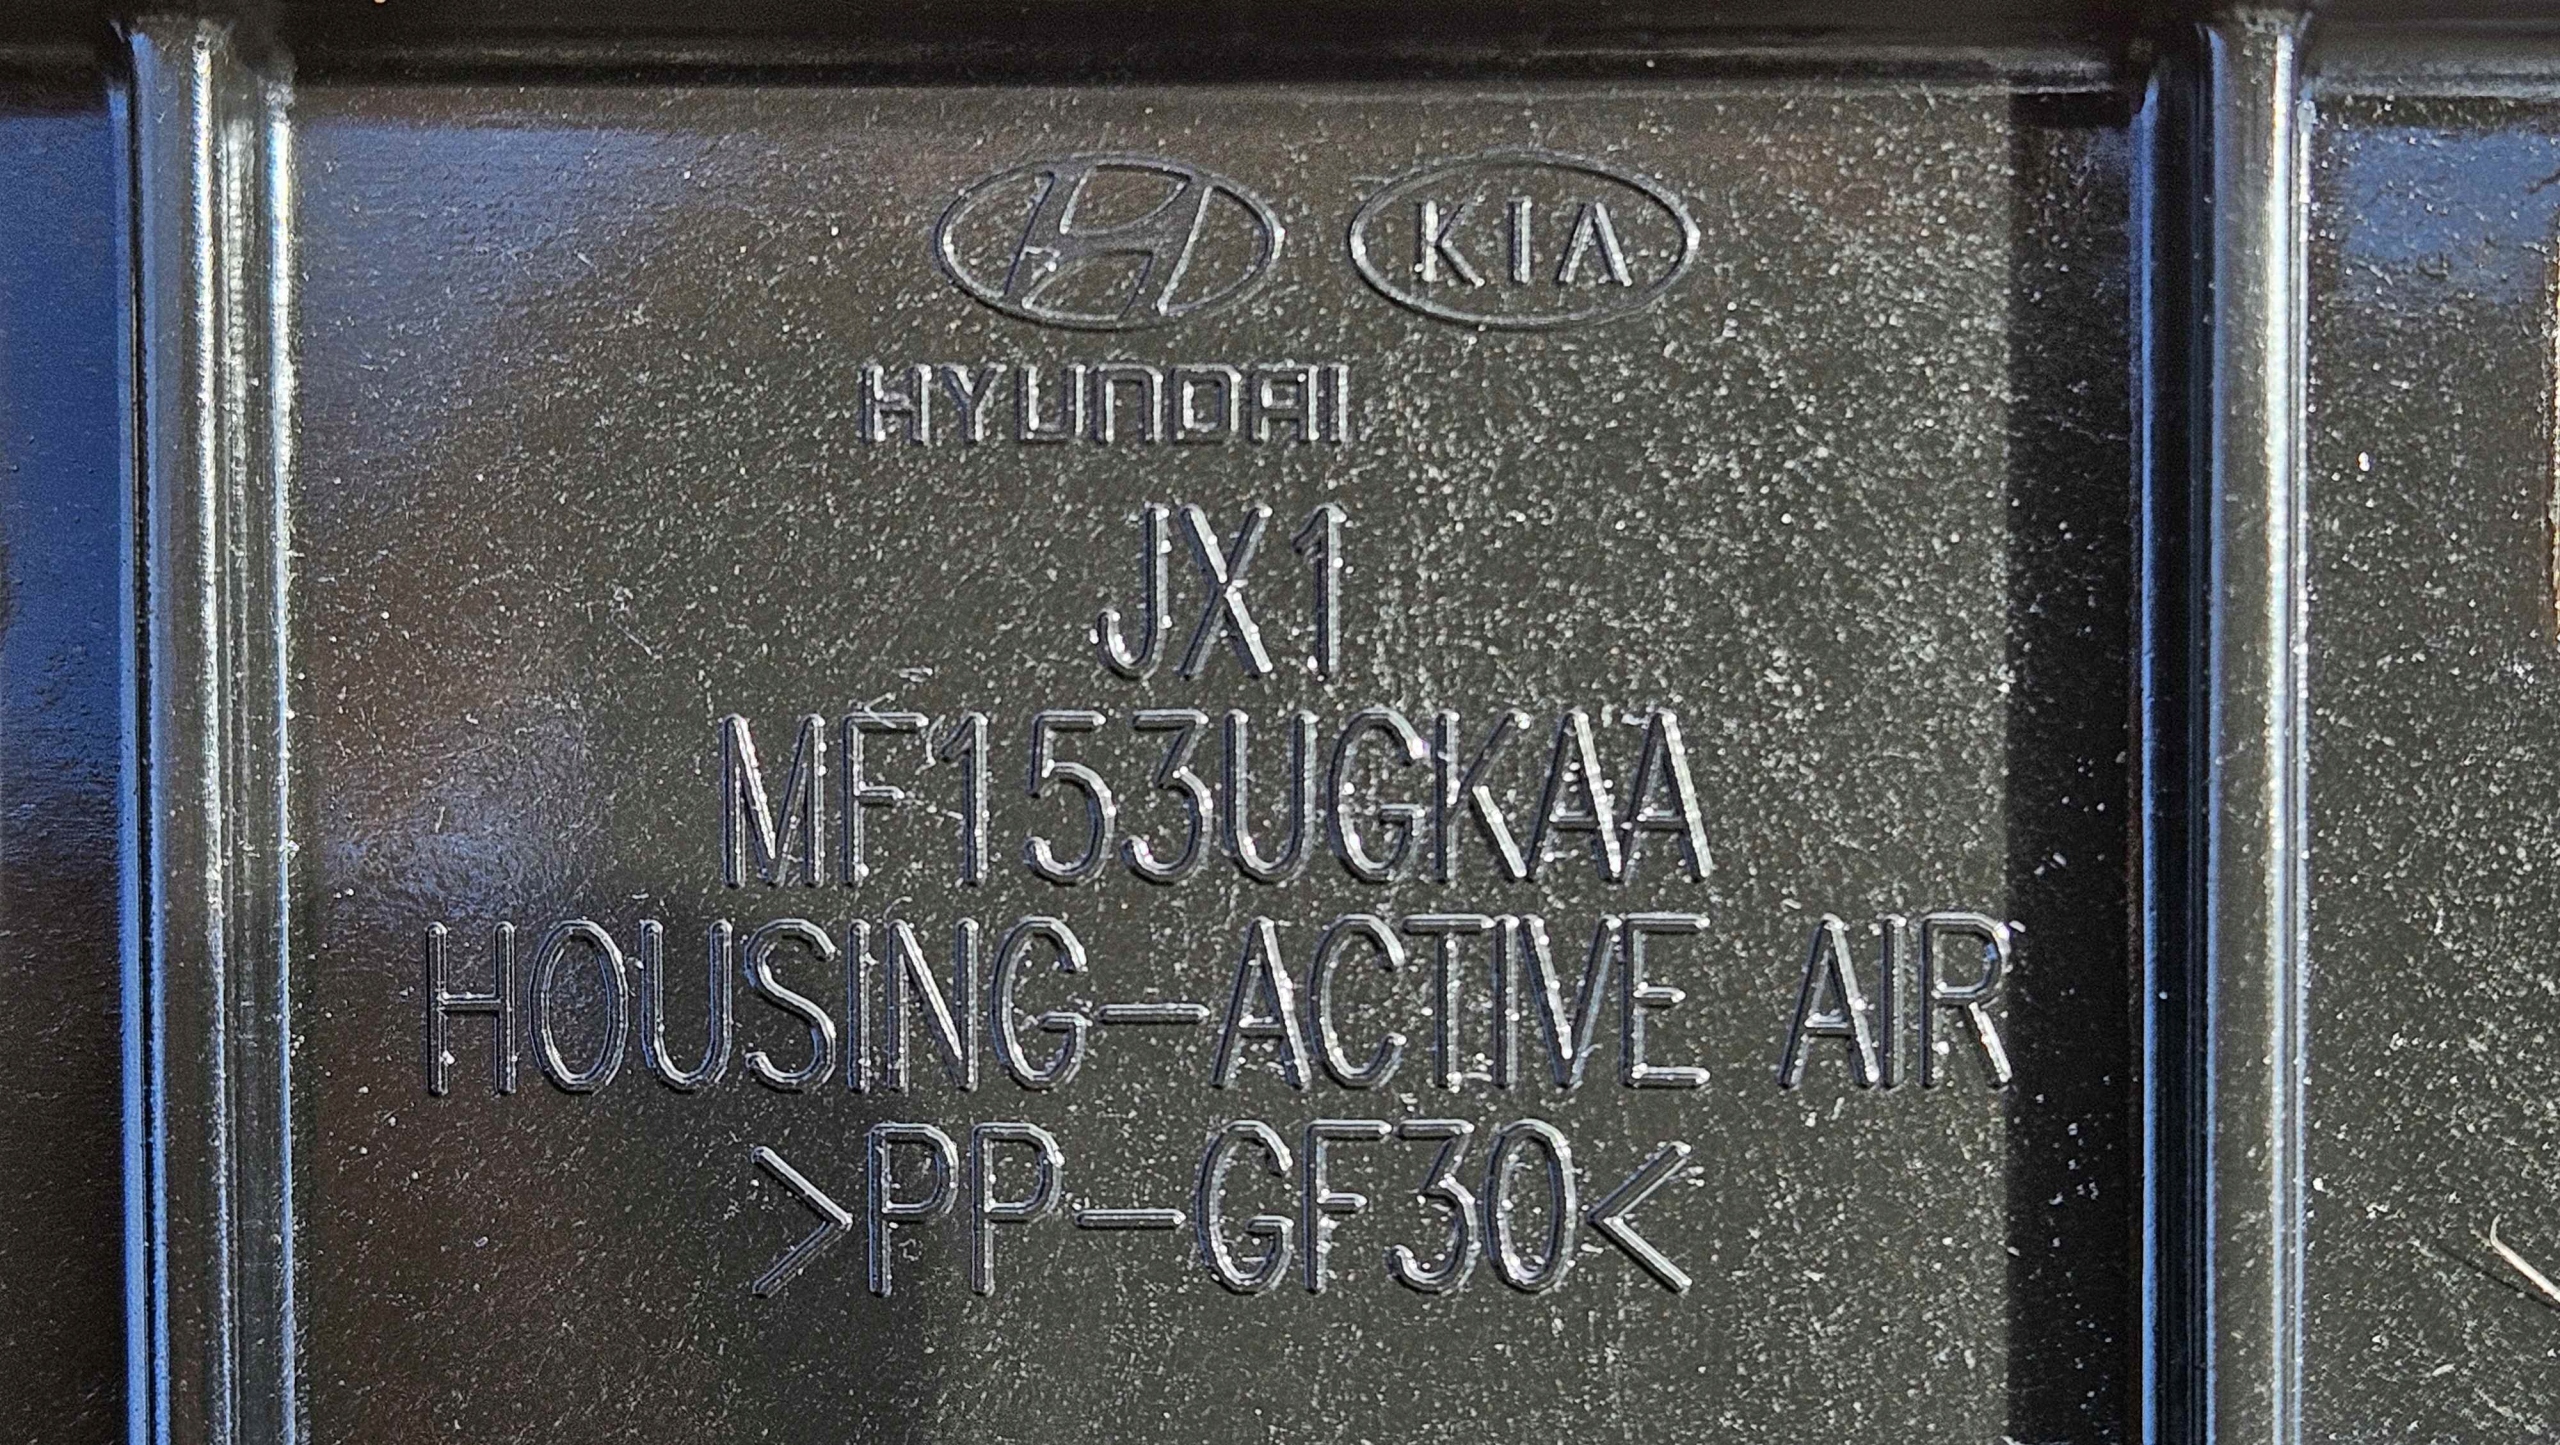 KIA
HYUNDAI
JX1
MF153UGKAA
HOUSING-ACTIVE AIR
>PP-GF30<